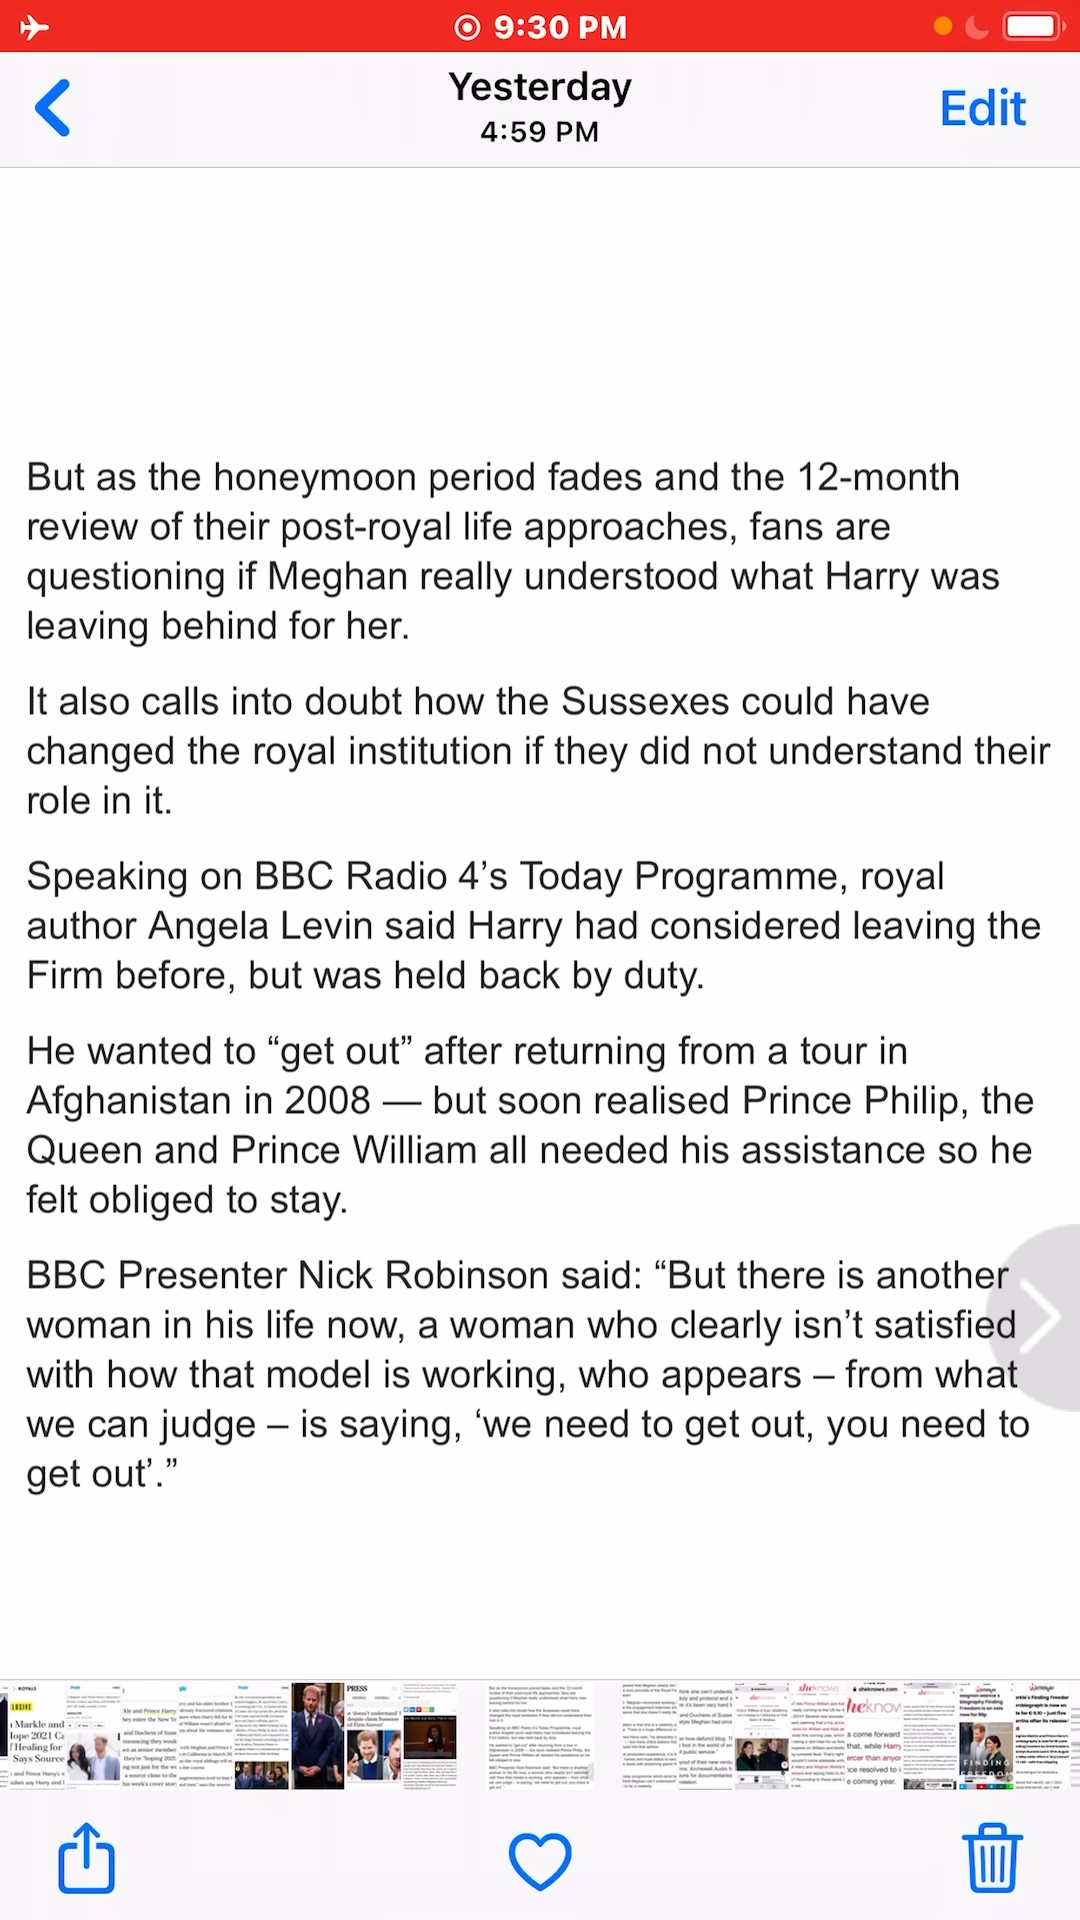 9:30 PM
Yesterday
4:59 PM
Edit
But as the honeymoon period fades and the 12-month
review of their post-royal life approaches, fans are
questioning if Meghan really understood what Harry was
leaving behind for her.
It also calls into doubt how the Sussexes could have
changed the royal institution if they did not understand their
role in it.
Speaking on BBC Radio 4’s Today Programme, royal
author Angela Levin said Harry had considered leaving the
Firm before, but was held back by duty.
He wanted to “get out” after returning from a tour in
Afghanistan in 2008 — but soon realised Prince Philip, the
Queen and Prince William all needed his assistance so he
felt obliged to stay.
BBC Presenter Nick Robinson said: “But there is another
woman in his life now, a woman who clearly isn’t satisfied
with how that model is working, who appears – from what
we can judge – is saying, ‘we need to get out, you need to
get out’.”